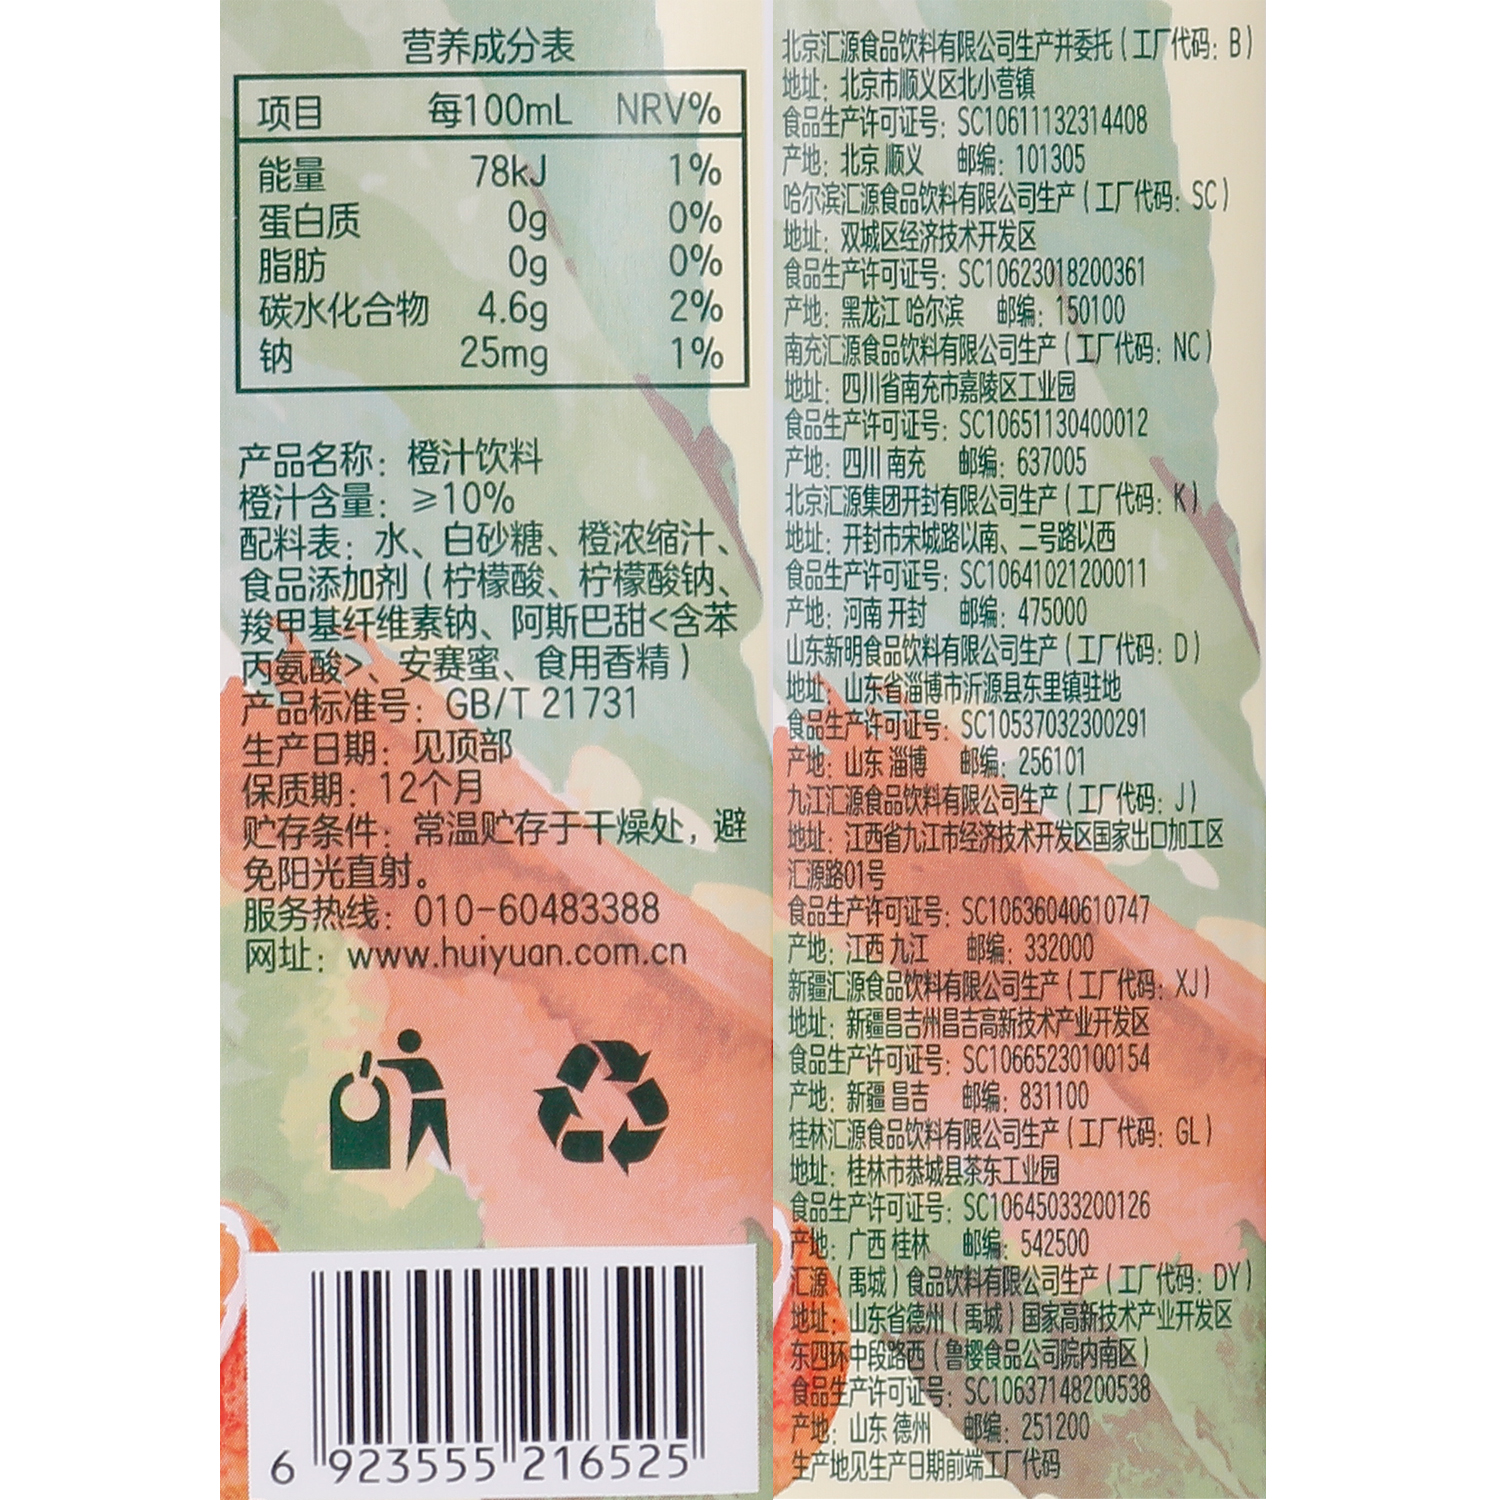 营养成分表
项目 每100mL NRV%
能量 78kJ 1%
蛋白质 0g 0%
脂肪 0g 0%
碳水化合物 4.6g 2%
钠 25mg 1%
产品名称：橙汁饮料
橙汁含量：≥10%
配料表：水、白砂糖、橙浓缩汁、
食品添加剂（柠檬酸、柠檬酸钠、
羧甲基纤维素钠、阿斯巴甜<含苯
丙氨酸>、安赛蜜、食用香精）
产品标准号：GB/T 21731
生产日期：见顶部
保质期：12个月
贮存条件：常温贮存于干燥处，避
免阳光直射。
服务热线：010-60483388
网址：www.huiyuan.com.cn
6 923555 216525
北京汇源食品饮料有限公司生产并委托（工厂代码：B）
地址：北京市顺义区北小营镇
食品生产许可证号：SC10611132314408
产地：北京 顺义 邮编：101305
哈尔滨汇源食品饮料有限公司生产（工厂代码：SC）
地址：双城区经济技术开发区
食品生产许可证号：SC10623018200361
产地：黑龙江 哈尔滨 邮编：150100
南充汇源食品饮料有限公司生产（工厂代码：NC）
地址：四川省南充市嘉陵区工业园
食品生产许可证号：SC10651130400012
产地：四川 南充 邮编：637005
北京汇源集团开封有限公司生产（工厂代码：K）
地址：开封市宋城路以南、二号路以西
食品生产许可证号：SC10641021200011
产地：河南 开封 邮编：475000
山东新明食品饮料有限公司生产（工厂代码：D）
地址：山东省淄博市沂源县东里镇驻地
食品生产许可证号：SC10537032300291
产地：山东 淄博 邮编：256101
九江汇源食品饮料有限公司生产（工厂代码：J）
地址：江西省九江市经济技术开发区国家出口加工区
汇源路01号
食品生产许可证号：SC10636040610747
产地：江西 九江 邮编：332000
新疆汇源食品饮料有限公司生产（工厂代码：XJ）
地址：新疆昌吉州昌吉高新技术产业开发区
食品生产许可证号：SC10665230100154
产地：新疆 昌吉 邮编：831100
桂林汇源食品饮料有限公司生产（工厂代码：GL）
地址：桂林市恭城县茶东工业园
食品生产许可证号：SC10645033200126
产地：广西 桂林 邮编：542500
汇源（禹城）食品饮料有限公司生产（工厂代码：DY）
地址：山东省德州（禹城）国家高新技术产业开发区
东四环中段路西（鲁樱食品公司院内南区）
食品生产许可证号：SC10637148200538
产地：山东 德州 邮编：251200
生产地见生产日期前端工厂代码